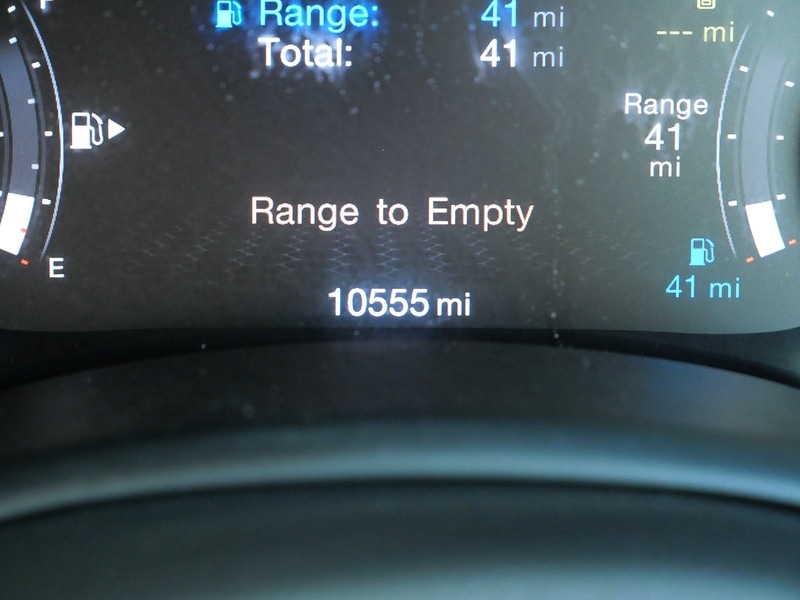 Range: 41 mi
Total: 41 mi
--- mi
Range
41
mi
Range to Empty
E
41 mi
10555 mi